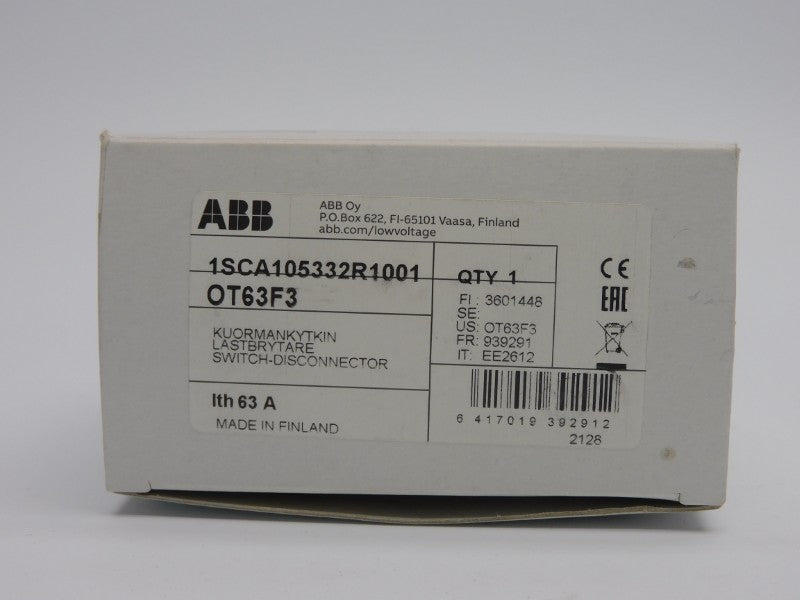 ABB
ABB Oy
P.O.Box 622, FI-65101 Vaasa, Finland
abb.com/lowvoltage
1SCA105332R1001
OT63F3
QTY 1
FI : 3601448
SE:
US: OT63F3
FR: 939291
IT: EE2612
CE
EAC
KUORMANKYTKIN
LASTBRYTARE
SWITCH-DISCONNECTOR
Ith 63 A
MADE IN FINLAND
6 417019 392912
2128